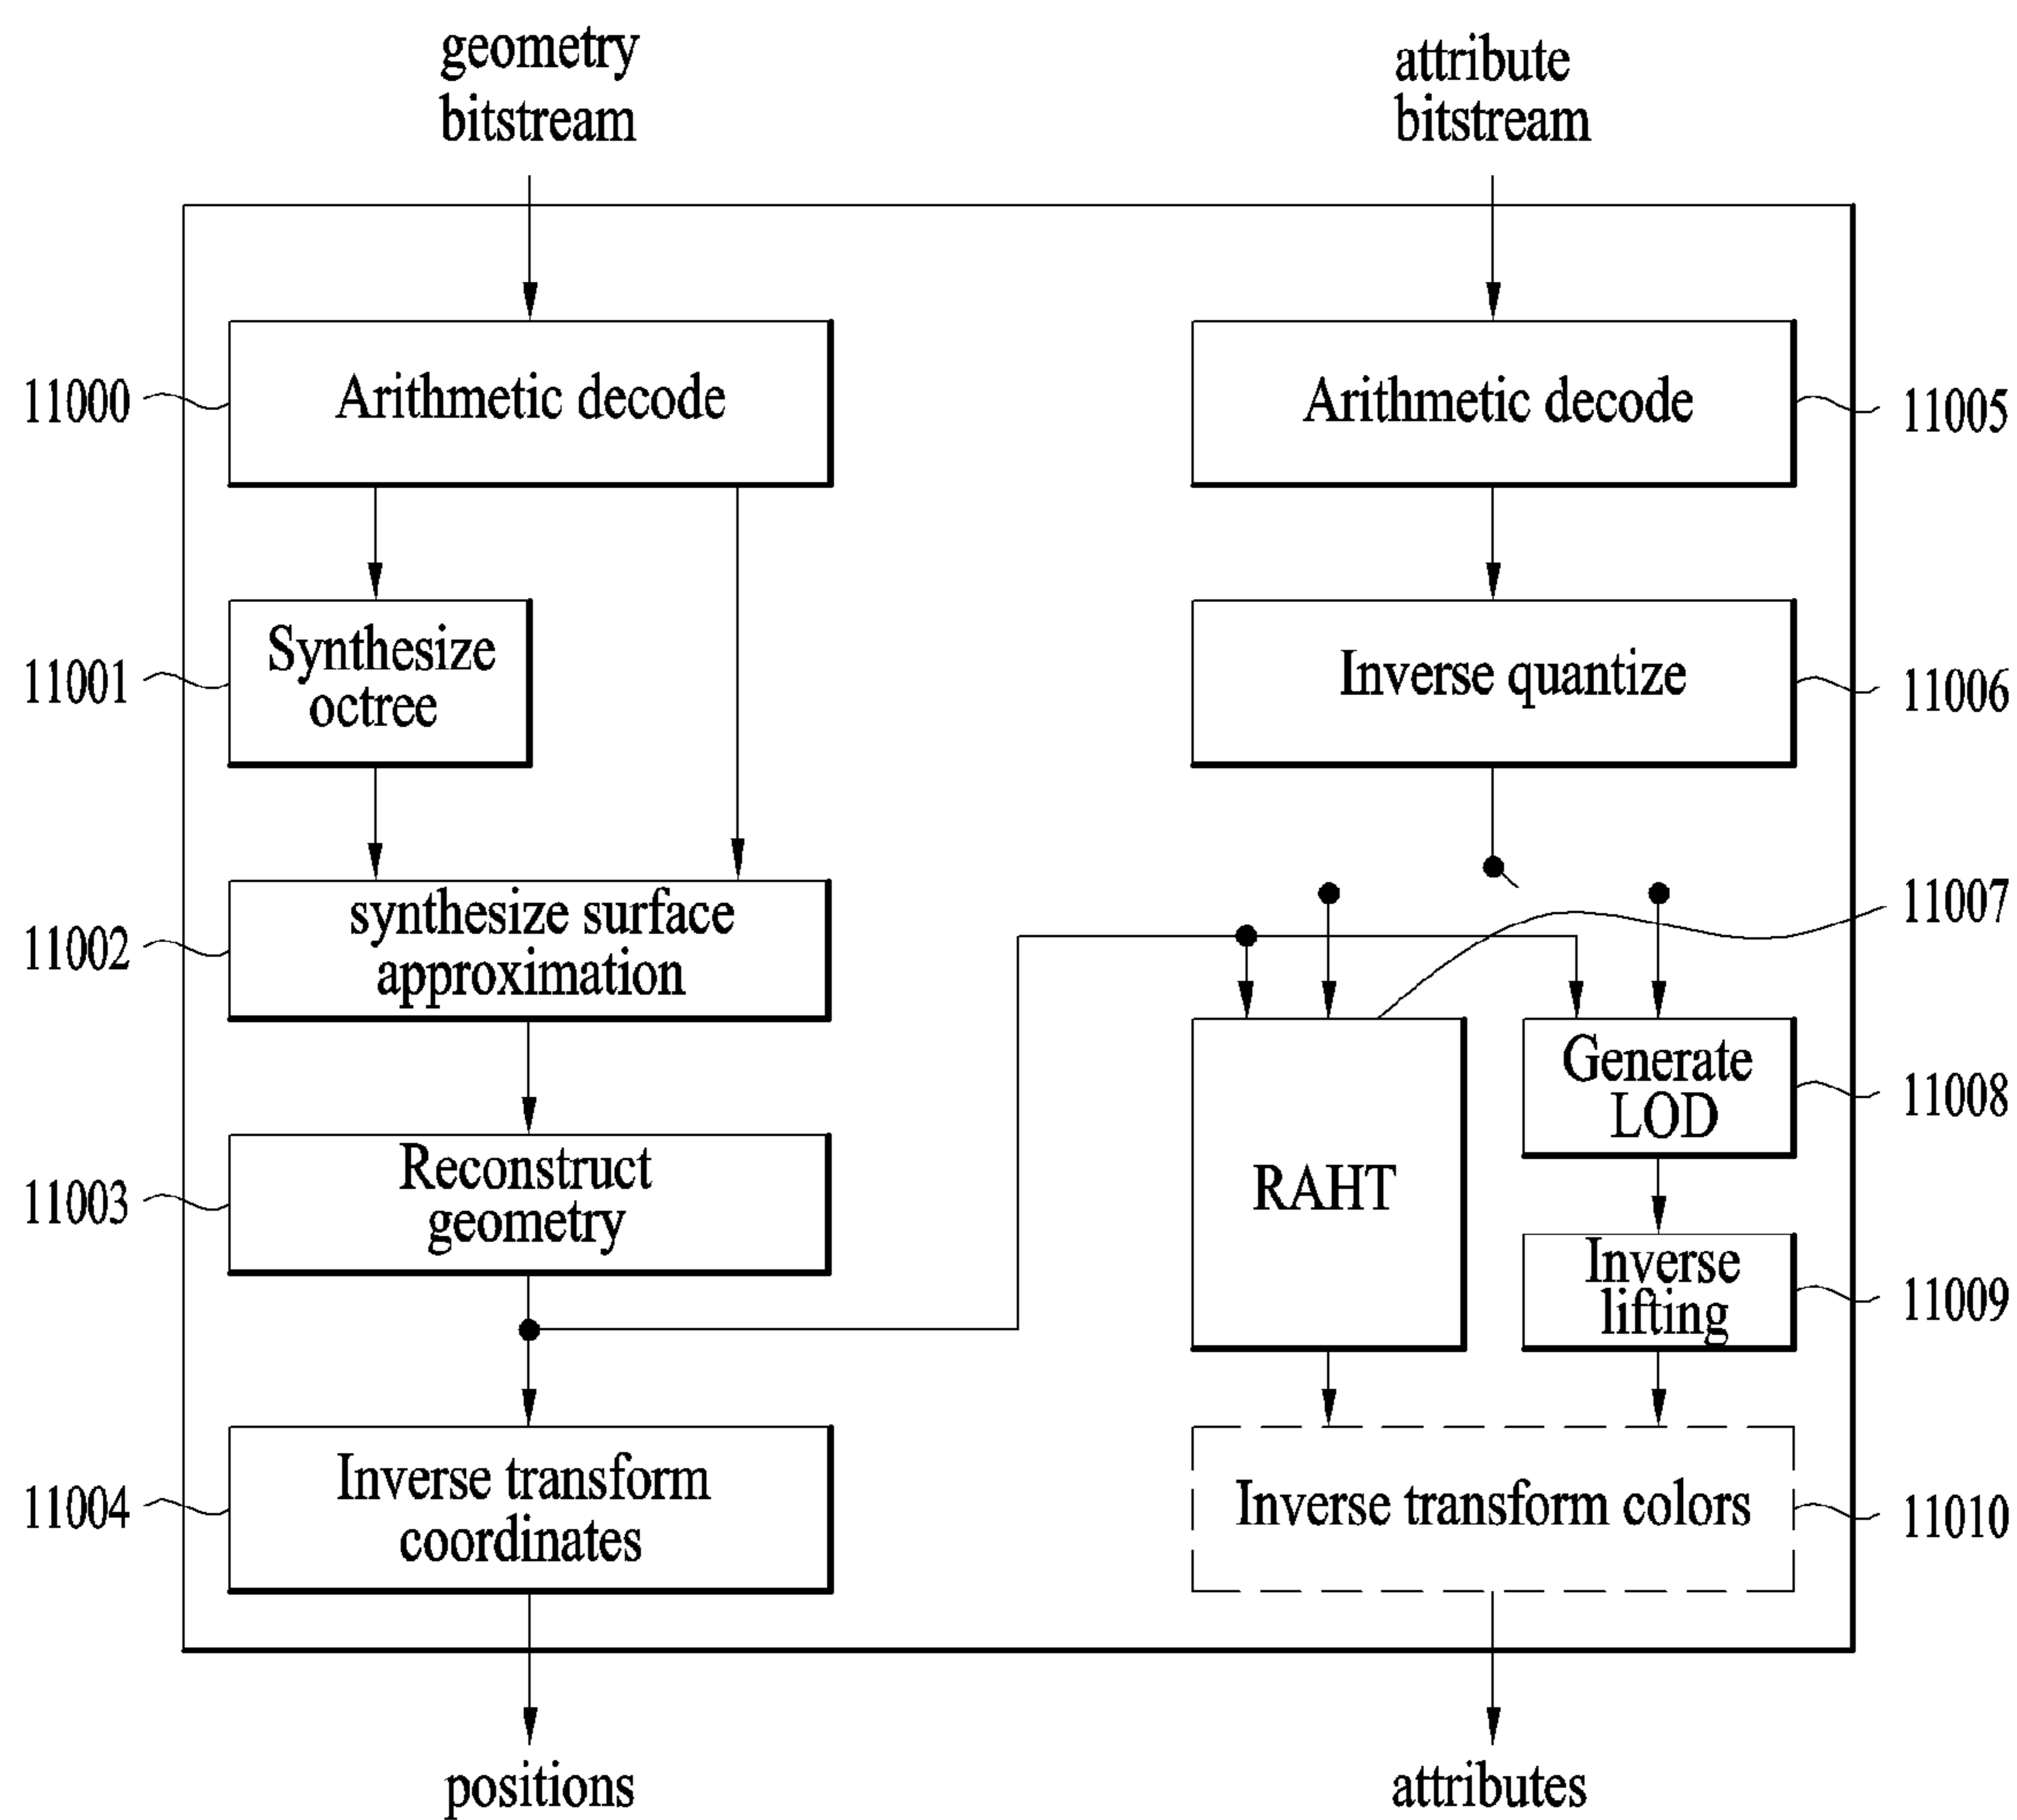 geometry
bitstream
attribute
bitstream
11000
Arithmetic decode
Arithmetic decode
11005
11001
Synthesize
octree
Inverse quantize
11006
11002
synthesize surface
approximation
11007
11003
Reconstruct
geometry
RAHT
Generate
LOD
11008
Inverse
lifting
11009
11004
Inverse transform
coordinates
Inverse transform colors
11010
positions
attributes